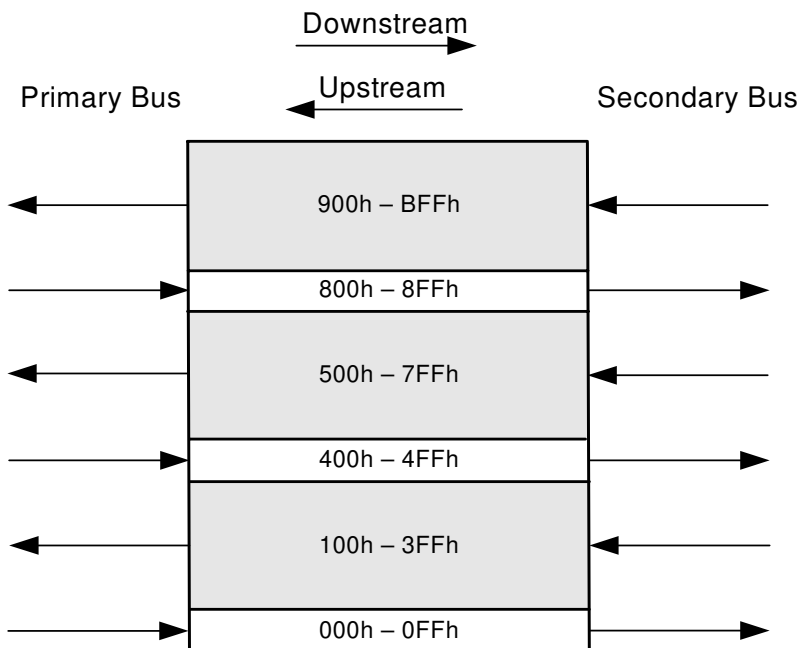 Downstream
Upstream
Primary Bus
Secondary Bus
900h – BFFh
800h – 8FFh
500h – 7FFh
400h – 4FFh
100h – 3FFh
000h – 0FFh